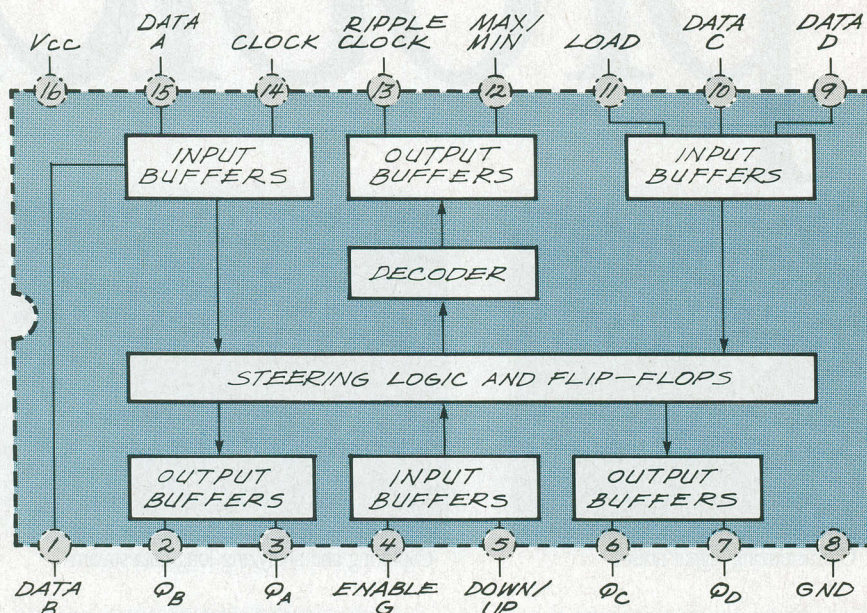 Vcc
DATA
A
CLOCK
RIPPLE
CLOCK
MAX/
MIN
LOAD
DATA
C
DATA
D
16
15
14
13
12
11
10
9
INPUT
BUFFERS
OUTPUT
BUFFERS
INPUT
BUFFERS
DECODER
STEERING LOGIC AND FLIP-FLOPS
OUTPUT
BUFFERS
INPUT
BUFFERS
OUTPUT
BUFFERS
1
2
3
4
5
6
7
8
DATA
B
QB
QA
ENABLE
G
DOWN/
UP
QC
QD
GND